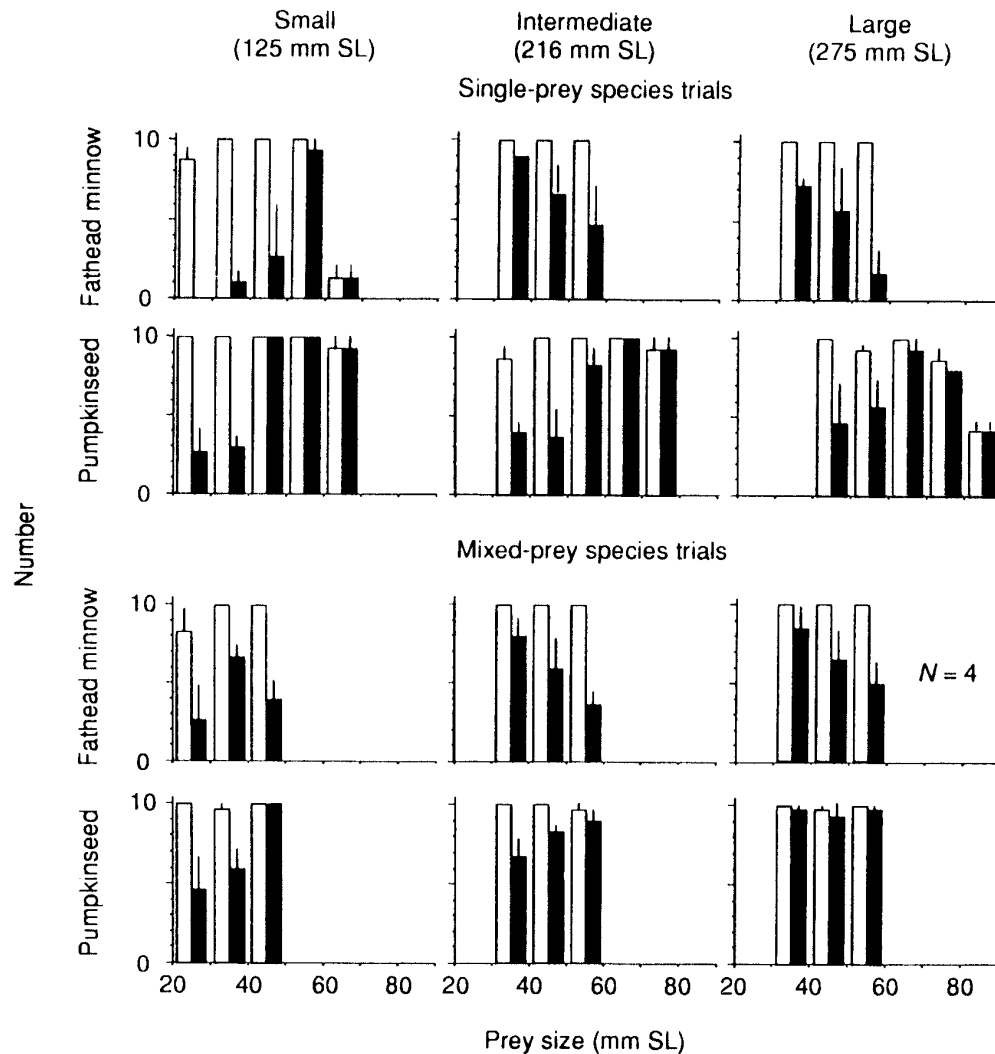 Small Intermediate Large
(125 mm SL) (216 mm SL) (275 mm SL)
Single-prey species trials
Fathead minnow
10
0
Pumpkinseed
10
0
Number
Mixed-prey species trials
Fathead minnow
10
0
N = 4
Pumpkinseed
10
0
20 40 60 80 20 40 60 80 20 40 60 80
Prey size (mm SL)